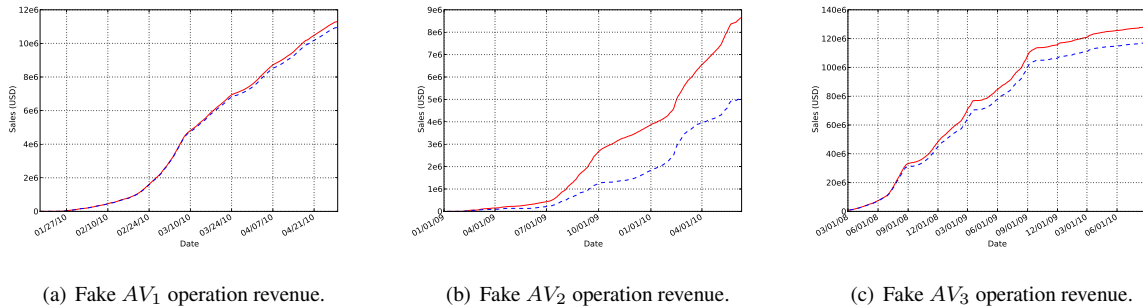 12e6
10e6
8e6
6e6
4e6
2e6
0
Sales (USD)
01/27/10
02/10/10
02/24/10
03/10/10
03/24/10
04/07/10
04/21/10
Date
(a) Fake AV1 operation revenue.
9e6
8e6
7e6
6e6
5e6
4e6
3e6
2e6
1e6
0
Sales (USD)
01/01/09
04/01/09
07/01/09
10/01/09
01/01/10
04/01/10
Date
(b) Fake AV2 operation revenue.
140e6
120e6
100e6
80e6
60e6
40e6
20e6
0
Sales (USD)
03/01/08
06/01/08
09/01/08
12/01/08
03/01/09
06/01/09
09/01/09
12/01/09
03/01/10
06/01/10
Date
(c) Fake AV3 operation revenue.